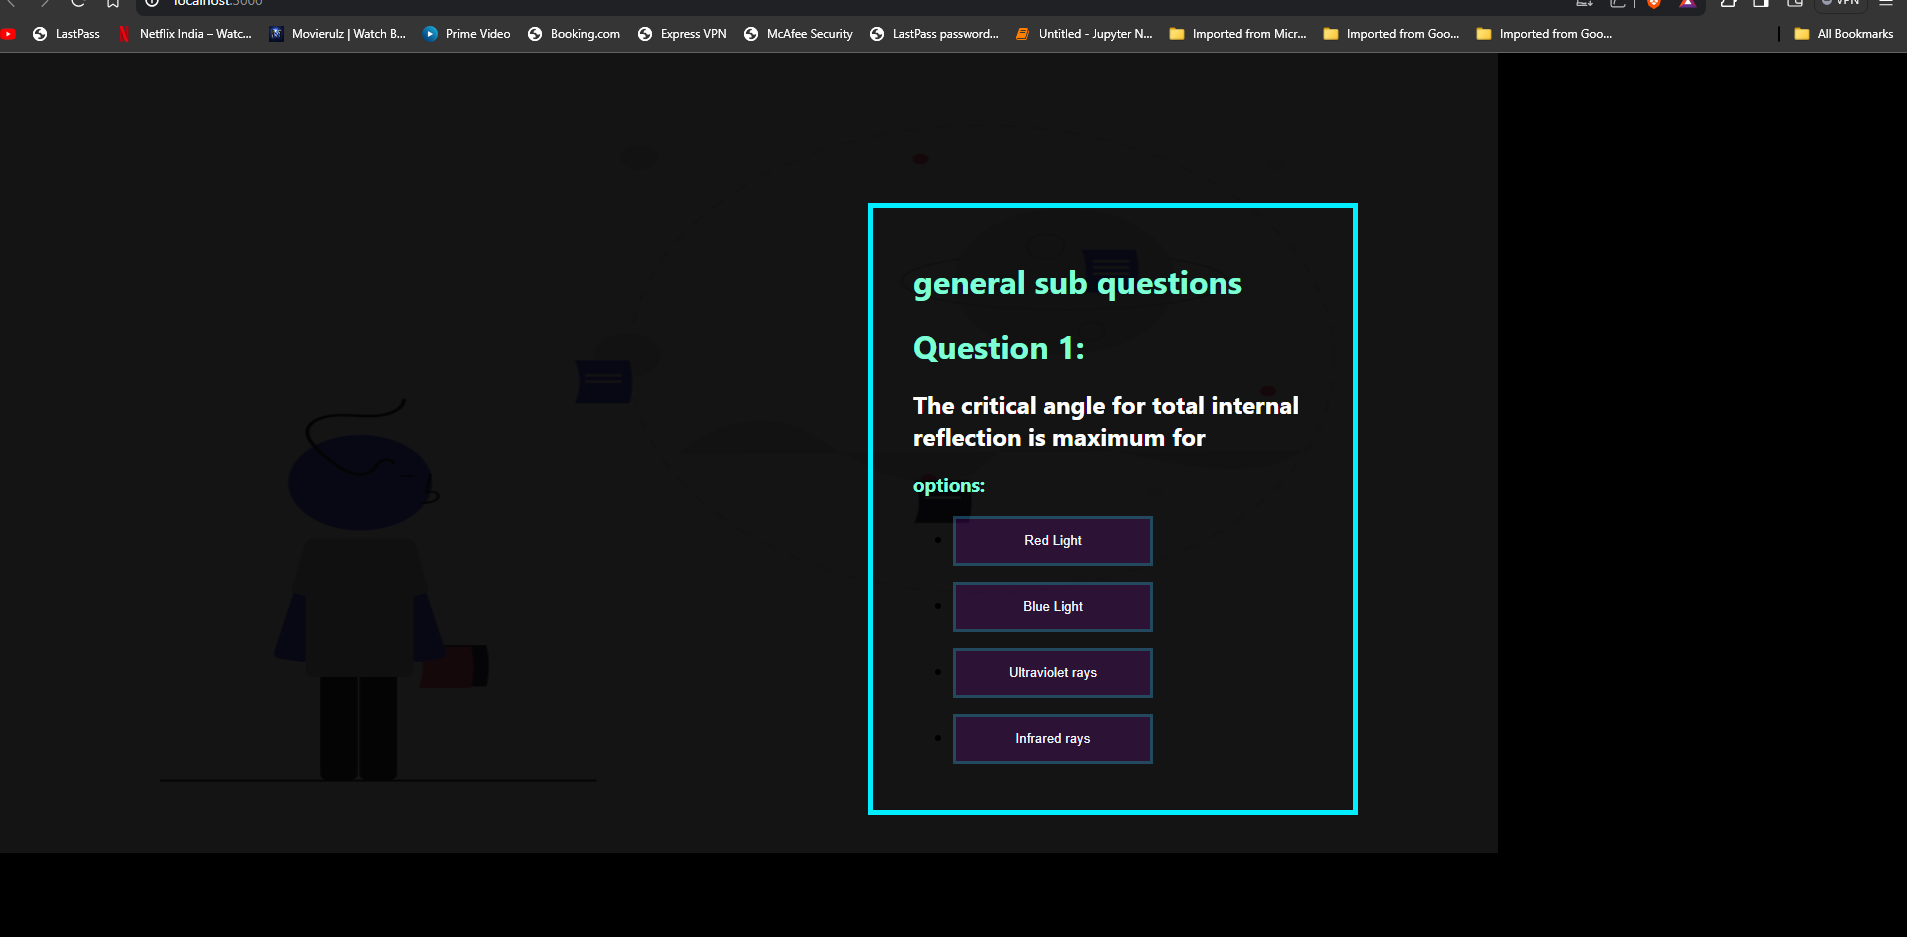 localhost:3000
LastPass
Netflix India – Watc...
Movierulz | Watch B...
Prime Video
Booking.com
Express VPN
McAfee Security
LastPass password...
Untitled - Jupyter N...
Imported from Micr...
Imported from Goo...
Imported from Goo...
All Bookmarks
VPN
general sub questions
Question 1:
The critical angle for total internal
reflection is maximum for
options:
Red Light
Blue Light
Ultraviolet rays
Infrared rays